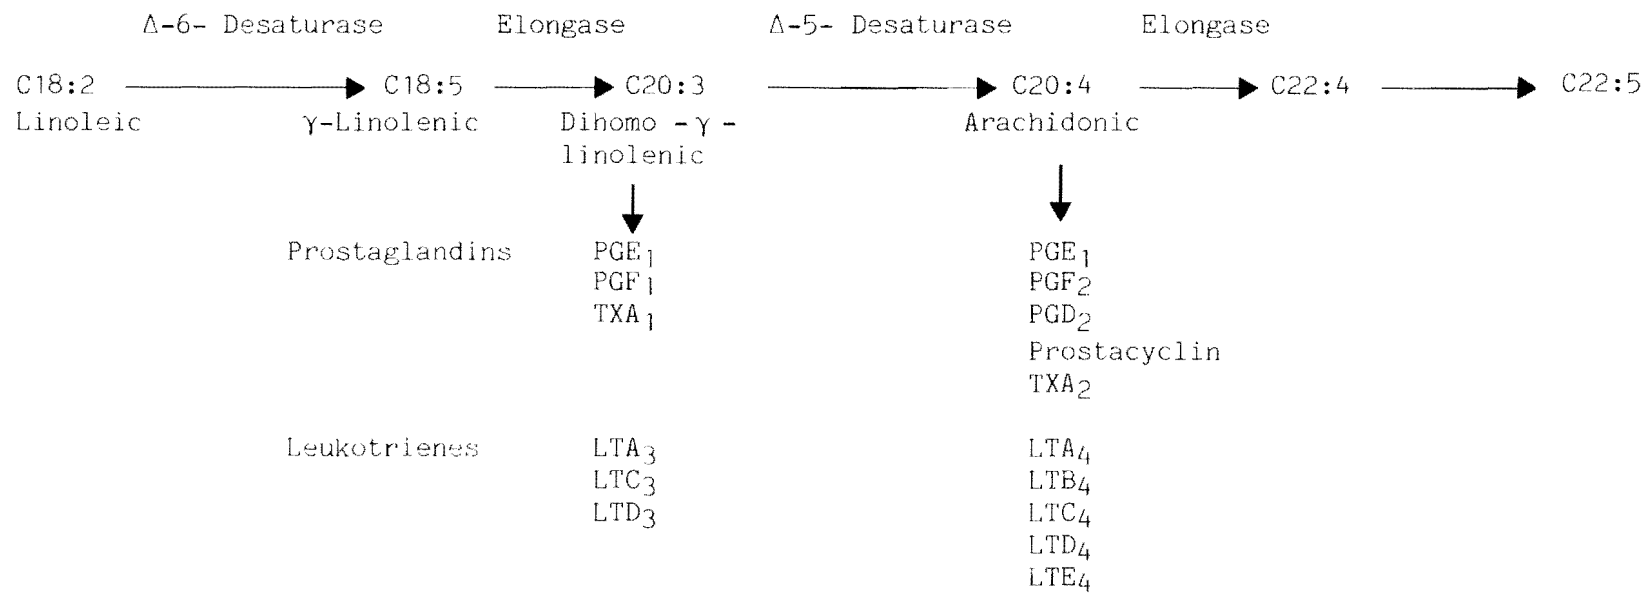 Δ-6- Desaturase Elongase Δ-5- Desaturase Elongase
C18:2 C18:5 C20:3 C20:4 C22:4 C22:5
Linoleic γ-Linolenic Dihomo -γ- Arachidonic
linolenic
Prostaglandins PGE1 PGE1
PGF1 PGF2
TXA1 PGD2
Prostacyclin
TXA2
Leukotrienes LTA3 LTA4
LTC3 LTB4
LTD3 LTC4
LTD4
LTE4